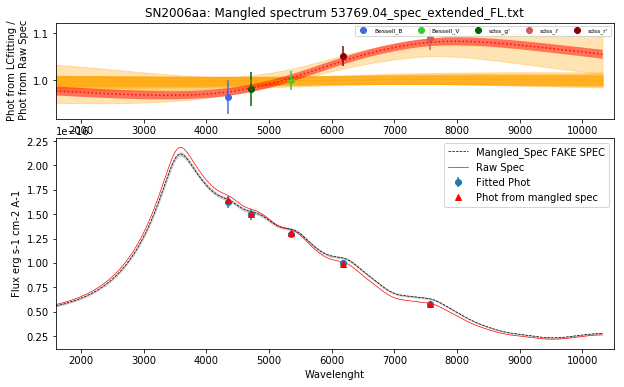 SN2006aa: Mangled spectrum 53769.04_spec_extended_FL.txt
Phot from LCfitting /
Phot from Raw Spec
1.1
1.0
Bessell_B
Bessell_V
sdss_g'
sdss_i'
sdss_r'
2000 3000 4000 5000 6000 7000 8000 9000 10000
1e−16
Flux erg s-1 cm-2 A-1
2.25
2.00
1.75
1.50
1.25
1.00
0.75
0.50
0.25
Mangled_Spec FAKE SPEC
Raw Spec
Fitted Phot
Phot from mangled spec
2000 3000 4000 5000 6000 7000 8000 9000 10000
Wavelenght